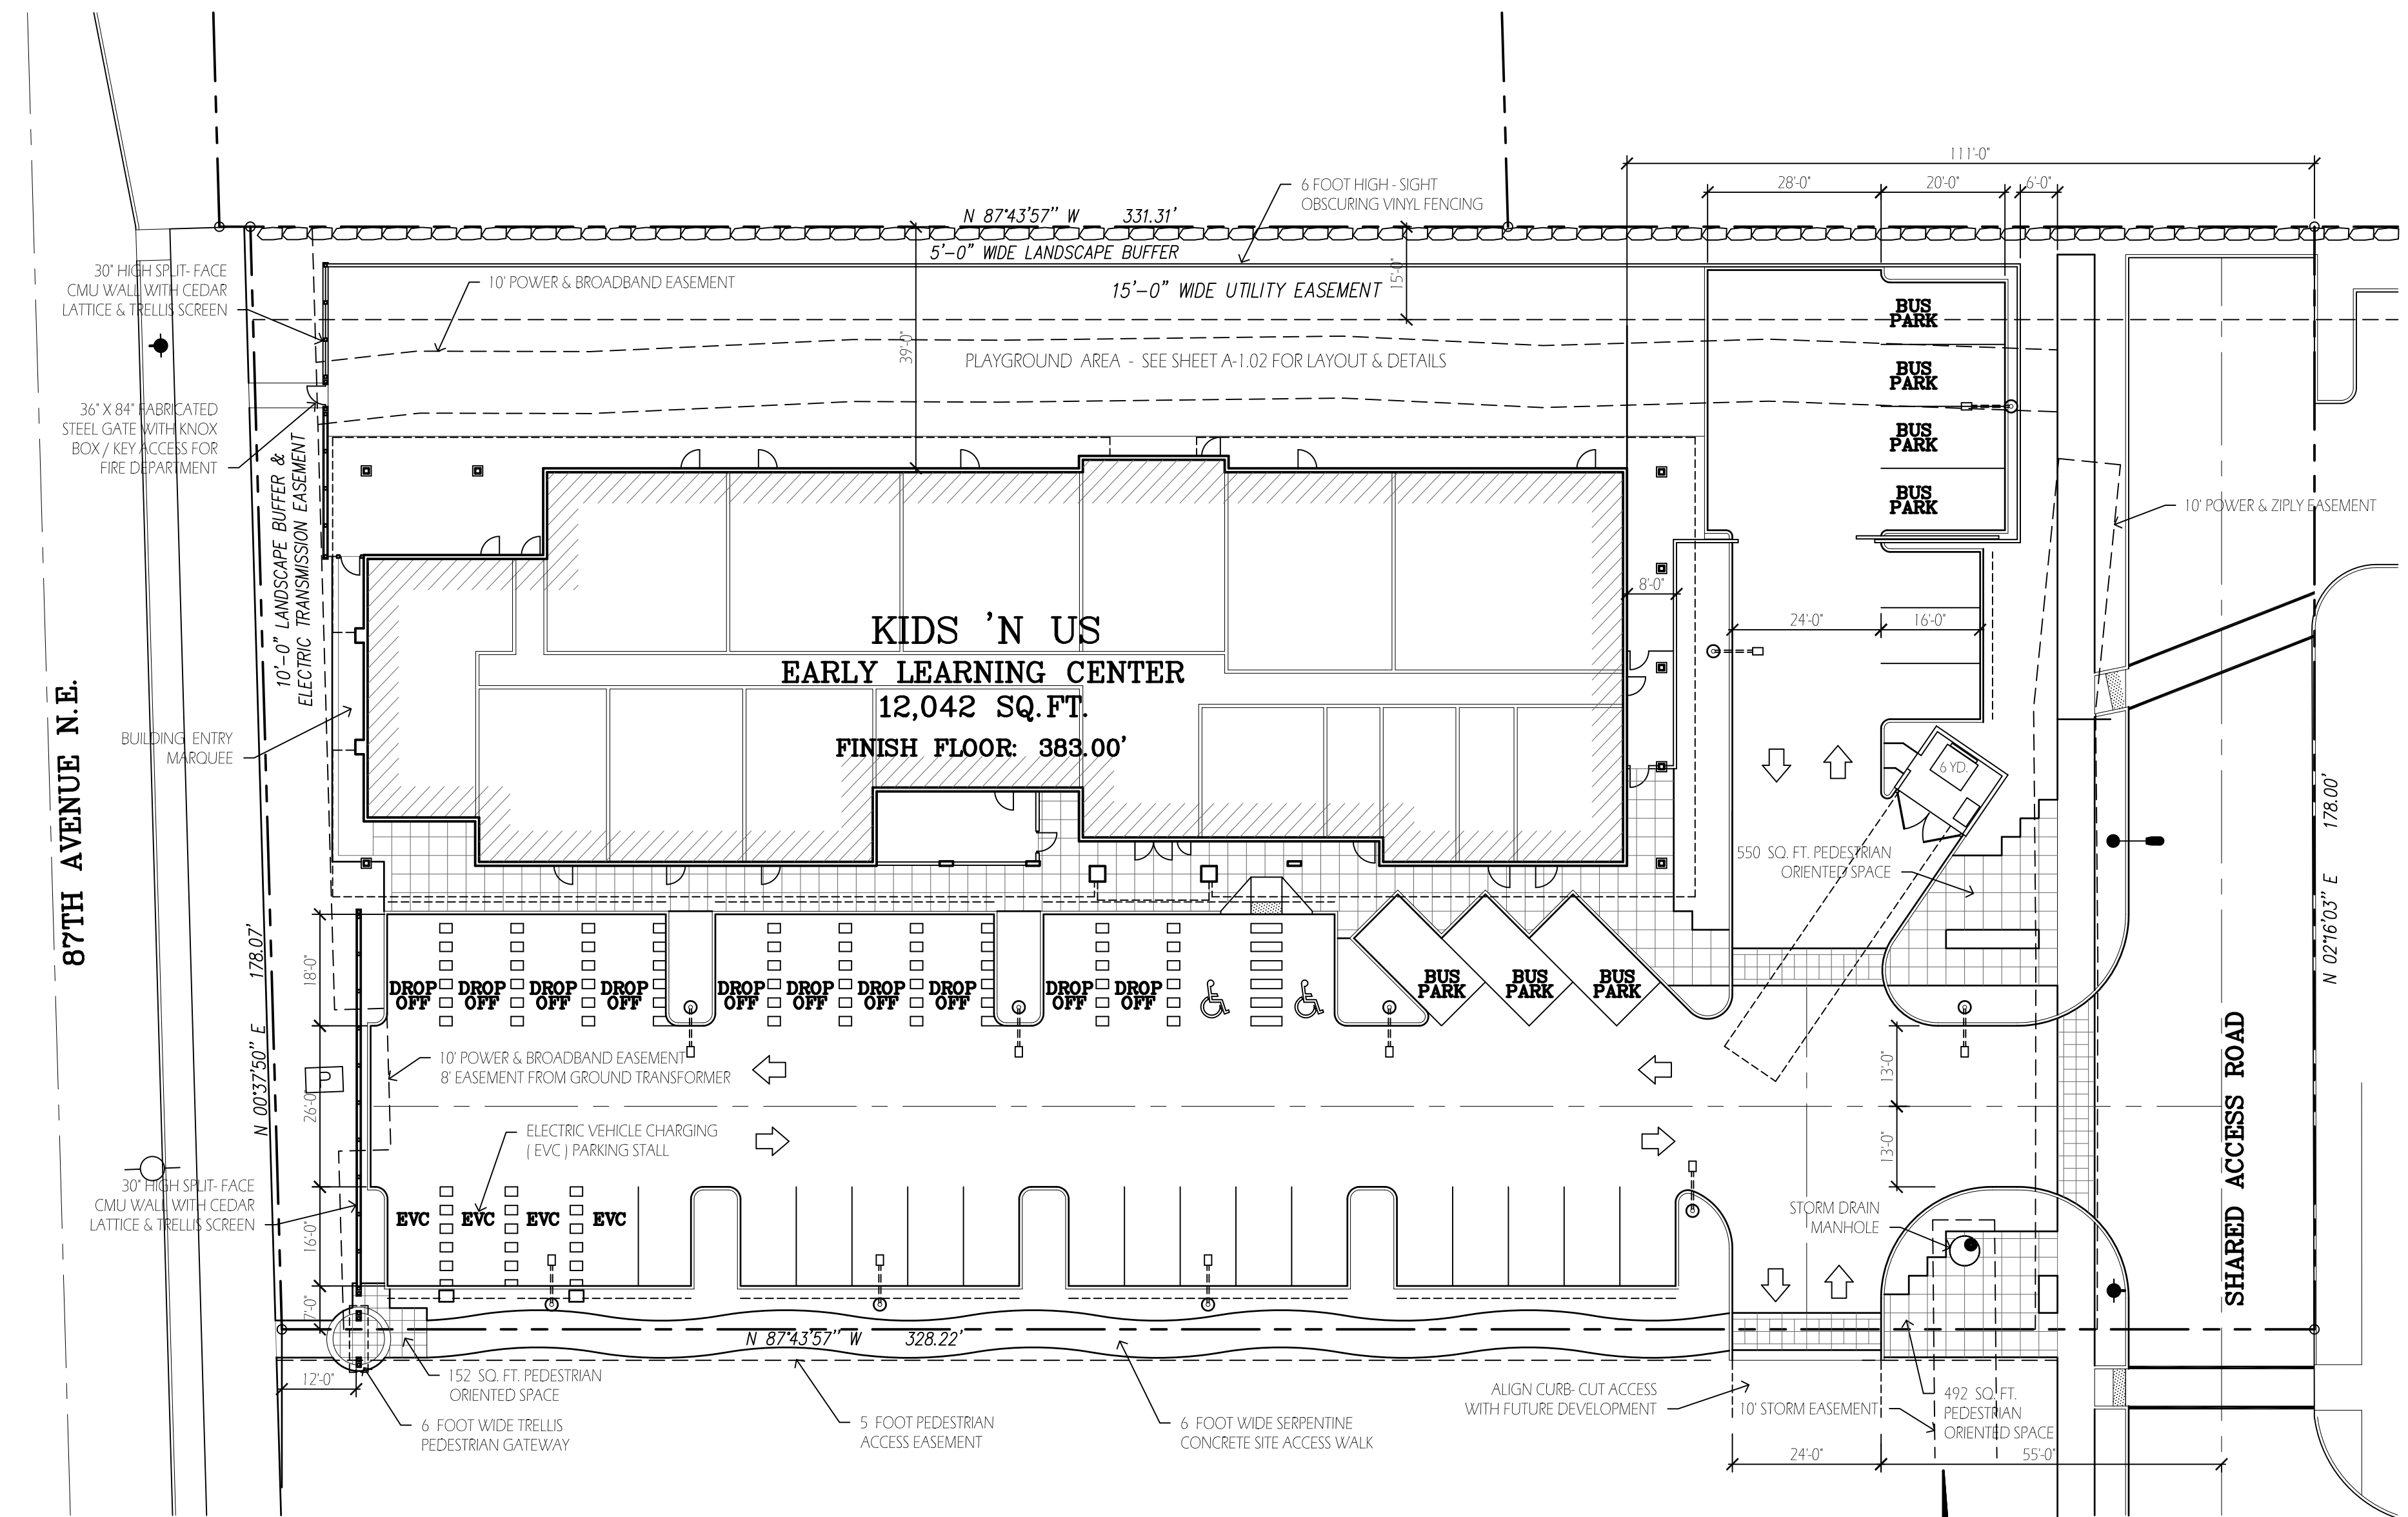 111'-0"
28'-0"
20'-0"
6'-0"
6 FOOT HIGH - SIGHT
OBSCURING VINYL FENCING
N 87°43'57" W 331.31'
5'-0" WIDE LANDSCAPE BUFFER
15'-0" WIDE UTILITY EASEMENT
15'-0"
39'-0"
30" HIGH SPLIT- FACE
CMU WALL WITH CEDAR
LATTICE & TRELLIS SCREEN
10' POWER & BROADBAND EASEMENT
PLAYGROUND AREA - SEE SHEET A-1.02 FOR LAYOUT & DETAILS
BUS
PARK
BUS
PARK
BUS
PARK
BUS
PARK
36" X 84" FABRICATED
STEEL GATE WITH KNOX
BOX / KEY ACCESS FOR
FIRE DEPARTMENT
10'-0" LANDSCAPE BUFFER &
ELECTRIC TRANSMISSION EASEMENT
10' POWER & ZIPLY EASEMENT
8'-0"
24'-0"
16'-0"
KIDS 'N US
EARLY LEARNING CENTER
12,042 SQ.FT.
FINISH FLOOR: 383.00'
BUILDING ENTRY
MARQUEE
87TH AVENUE N.E.
6 YD.
550 SQ. FT. PEDESTRIAN
ORIENTED SPACE
N 02°16'03" E 178.00'
N 00°37'50" E 178.07'
18'-0"
DROP
OFF
DROP
OFF
DROP
OFF
DROP
OFF
DROP
OFF
DROP
OFF
DROP
OFF
DROP
OFF
DROP
OFF
DROP
OFF
BUS
PARK
BUS
PARK
BUS
PARK
P
26'-0"
10' POWER & BROADBAND EASEMENT
8' EASEMENT FROM GROUND TRANSFORMER
13'-0"
13'-0"
ELECTRIC VEHICLE CHARGING
( EVC ) PARKING STALL
SHARED ACCESS ROAD
30" HIGH SPLIT- FACE
CMU WALL WITH CEDAR
LATTICE & TRELLIS SCREEN
16'-0"
EVC
EVC
EVC
EVC
STORM DRAIN
MANHOLE
7'-0"
N 87°43'57" W 328.22'
12'-0"
152 SQ. FT. PEDESTRIAN
ORIENTED SPACE
6 FOOT WIDE TRELLIS
PEDESTRIAN GATEWAY
5 FOOT PEDESTRIAN
ACCESS EASEMENT
6 FOOT WIDE SERPENTINE
CONCRETE SITE ACCESS WALK
ALIGN CURB- CUT ACCESS
WITH FUTURE DEVELOPMENT
10' STORM EASEMENT
492 SQ. FT.
PEDESTRIAN
ORIENTED SPACE
24'-0"
55'-0"